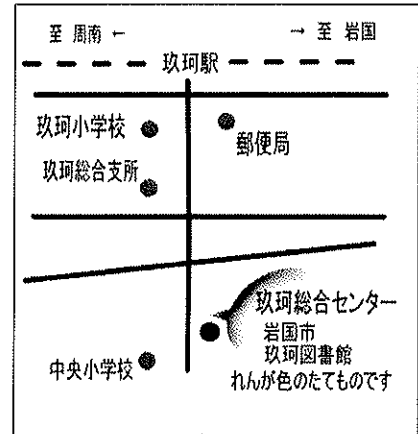 至 周南 ←
→ 至 岩国
玖珂駅
玖珂小学校
郵便局
玖珂総合支所
玖珂総合センター
岩国市
玖珂図書館
れんが色のたてものです
中央小学校